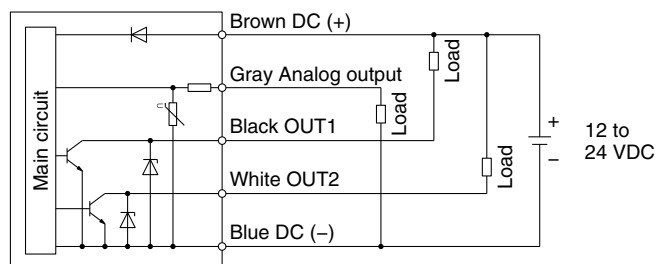 Brown DC (+)
Gray Analog output
Black OUT1
White OUT2
Blue DC (−)
Main circuit
n
Load
Load
Load
+
−
12 to
24 VDC